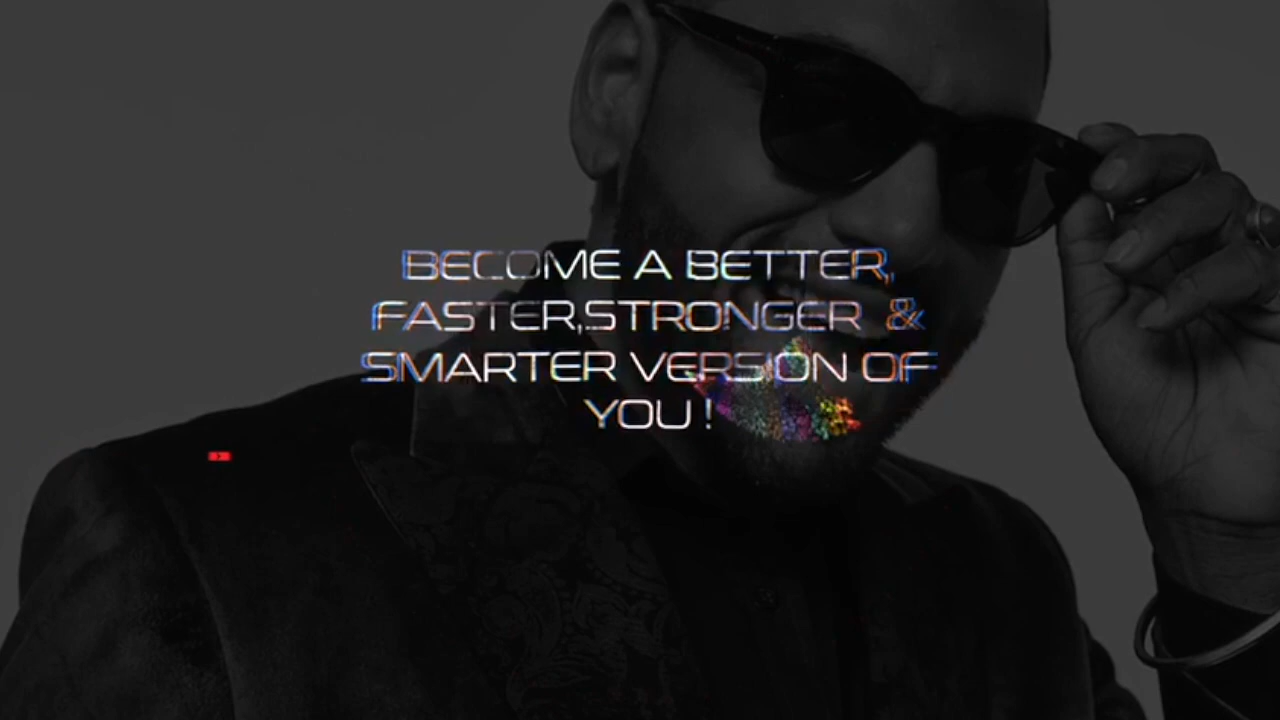 BECOME A BETTER,
FASTER,STRONGER &
SMARTER VERSION OF
YOU !